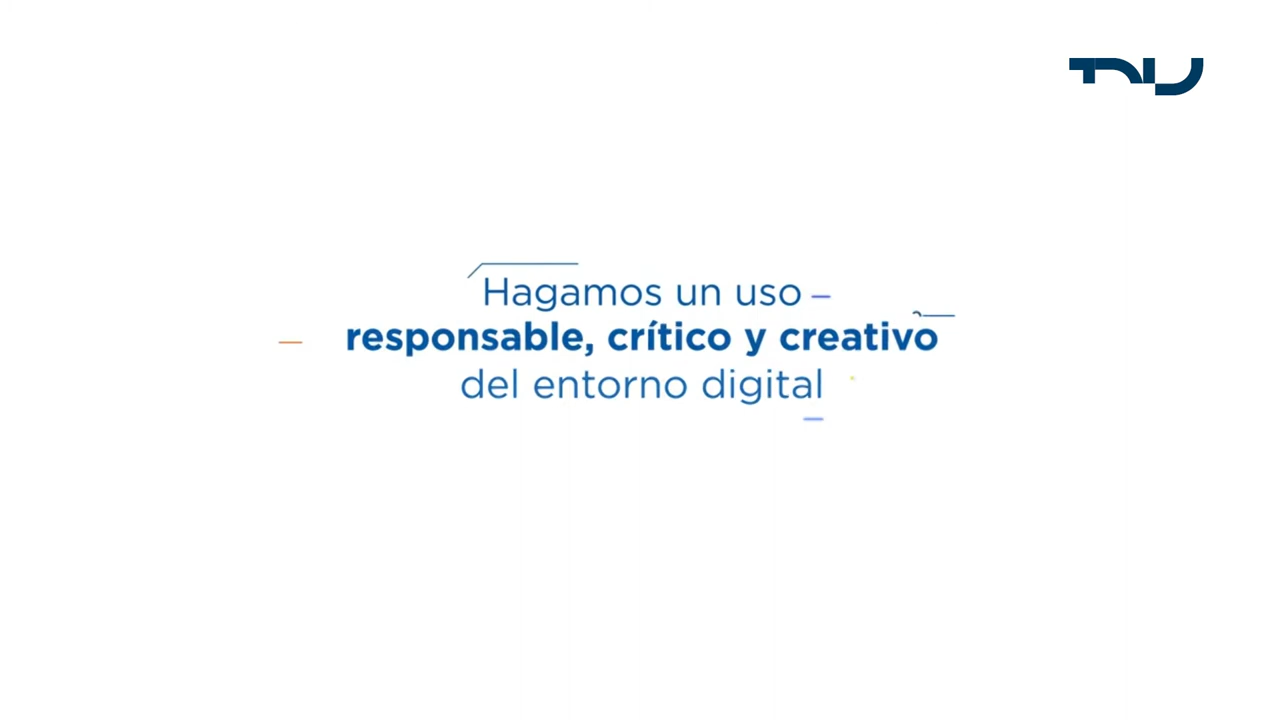 Hagamos un uso
responsable, crítico y creativo
del entorno digital